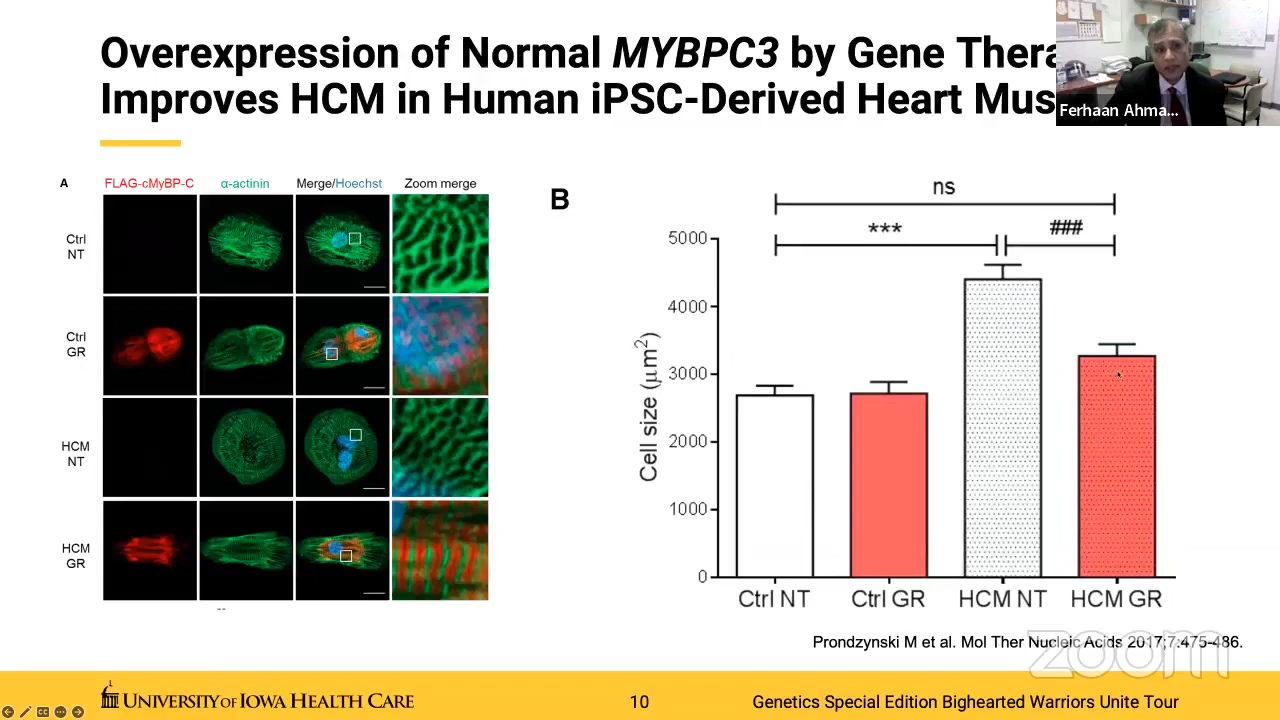 Overexpression of Normal MYBPC3 by Gene Thera
Improves HCM in Human iPSC-Derived Heart Mus
Ferhaan Ahma...
A
FLAG-cMyBP-C
α-actinin
Merge/Hoechst
Zoom merge
Ctrl
NT
Ctrl
GR
HCM
NT
HCM
GR
B
ns
***
###
5000
4000
3000
2000
1000
0
Cell size (μm2)
Ctrl NT
Ctrl GR
HCM NT
HCM GR
Prondzynski M et al. Mol Ther Nucleic Acids 2017;7:475-486.
zoom
UNIVERSITY OF IOWA HEALTH CARE
10
Genetics Special Edition Bighearted Warriors Unite Tour